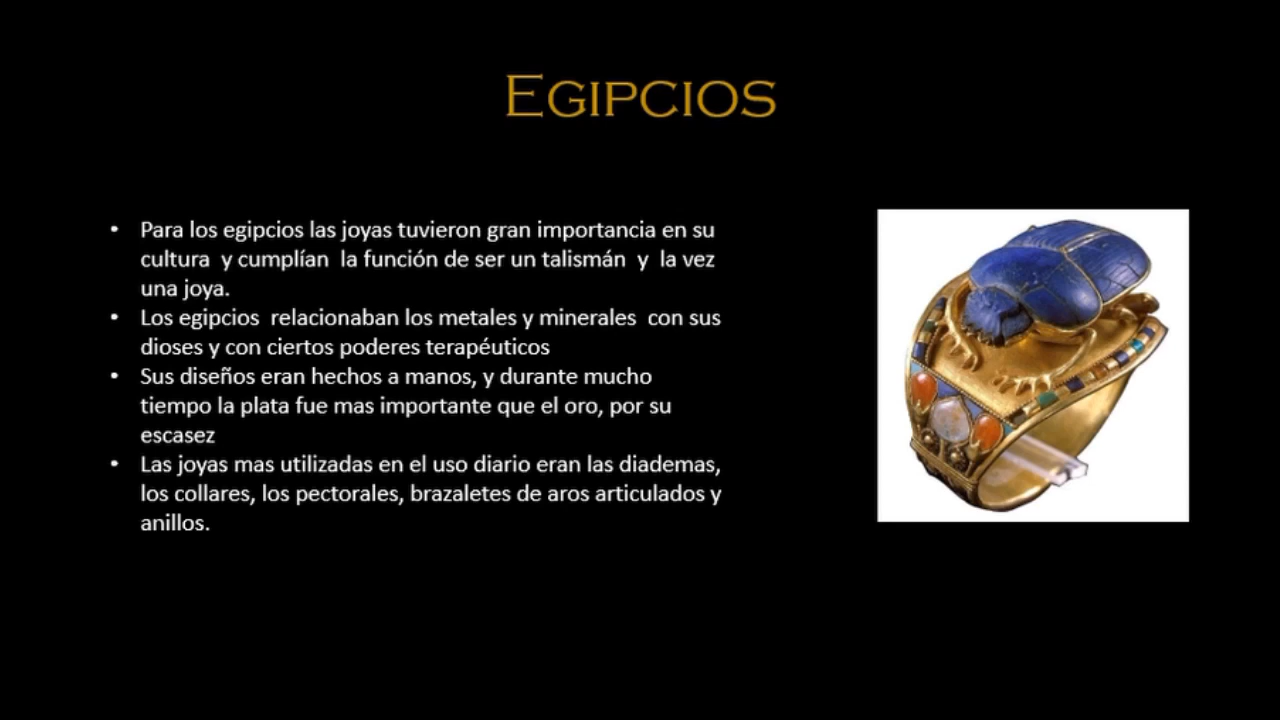 EGIPCIOS
• Para los egipcios las joyas tuvieron gran importancia en su
cultura  y cumplían  la función de ser un talismán  y  la vez
una joya.
• Los egipcios  relacionaban los metales y minerales  con sus
dioses y con ciertos poderes terapéuticos
• Sus diseños eran hechos a manos, y durante mucho
tiempo la plata fue mas importante que el oro, por su
escasez
• Las joyas mas utilizadas en el uso diario eran las diademas,
los collares, los pectorales, brazaletes de aros articulados y
anillos.